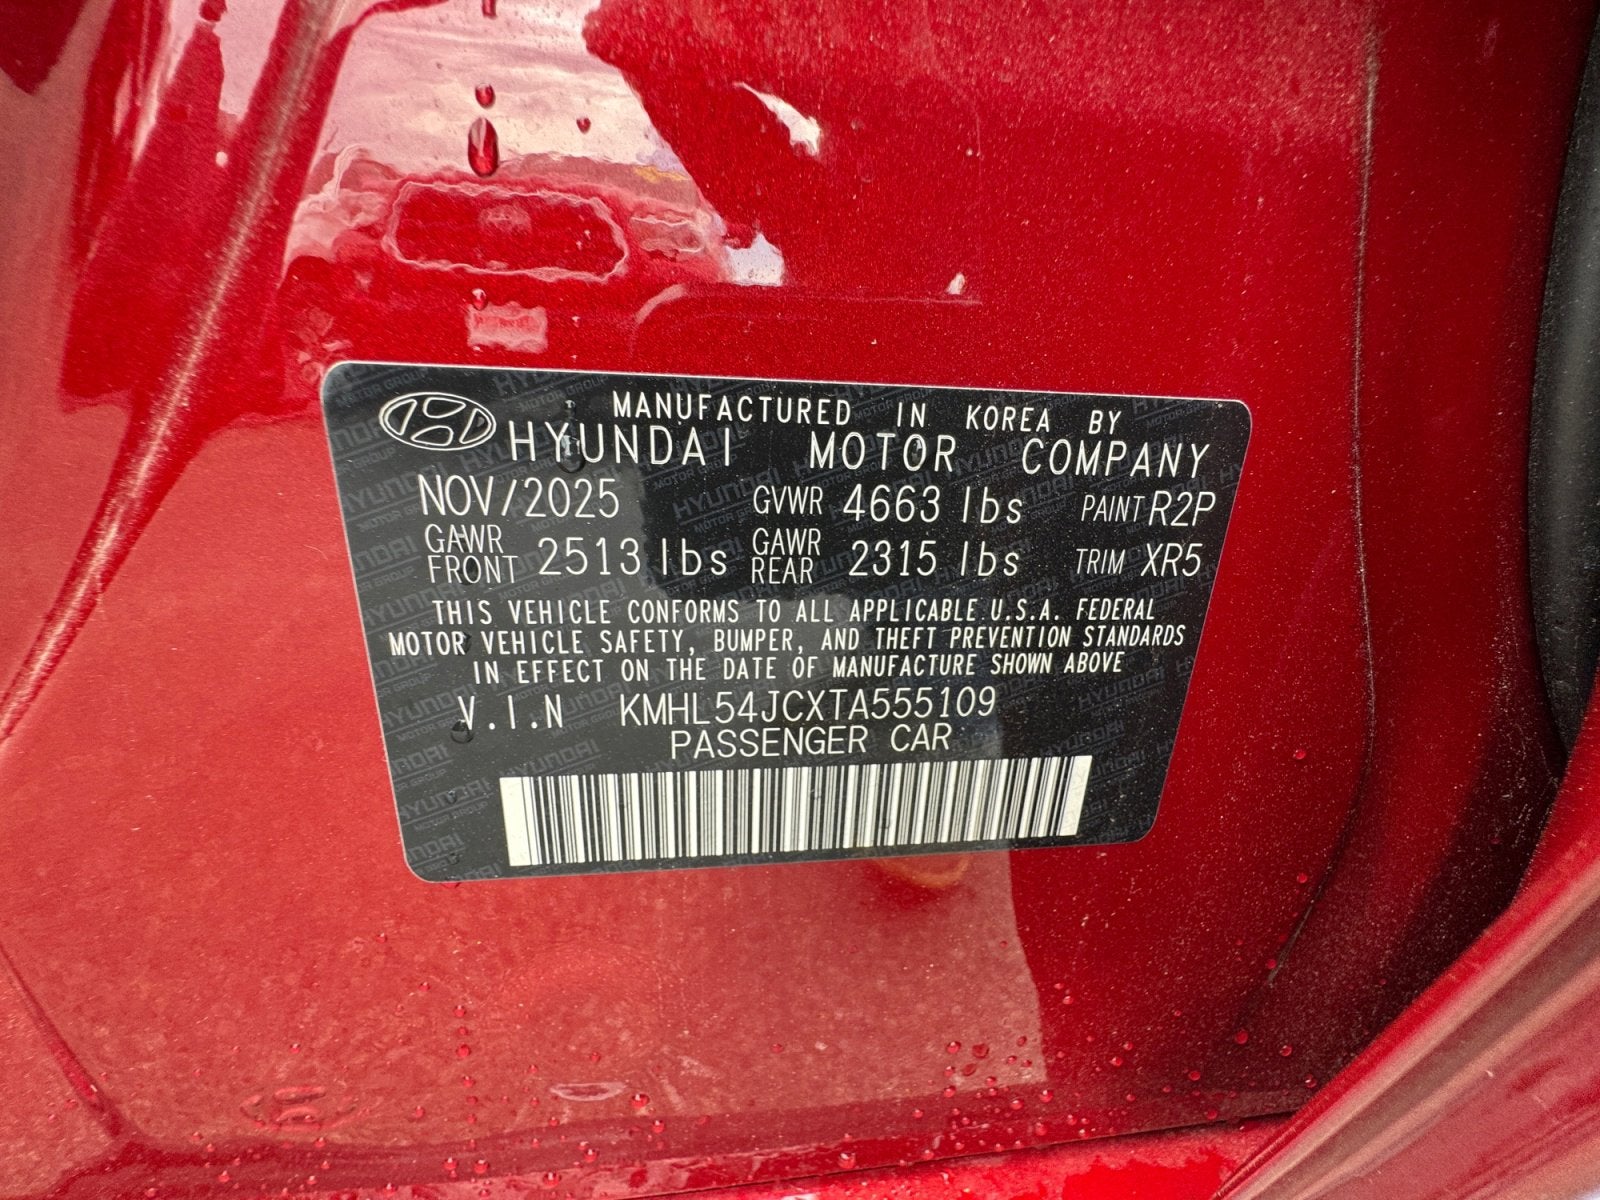 MANUFACTURED IN KOREA BY
HYUNDAI MOTOR COMPANY
NOV/2025 GVWR 4663 lbs PAINT R2P
GAWR FRONT 2513 lbs GAWR REAR 2315 lbs TRIM XR5
THIS VEHICLE CONFORMS TO ALL APPLICABLE U.S.A. FEDERAL
MOTOR VEHICLE SAFETY, BUMPER, AND THEFT PREVENTION STANDARDS
IN EFFECT ON THE DATE OF MANUFACTURE SHOWN ABOVE
V.I.N KMHL54JCXTA555109
PASSENGER CAR